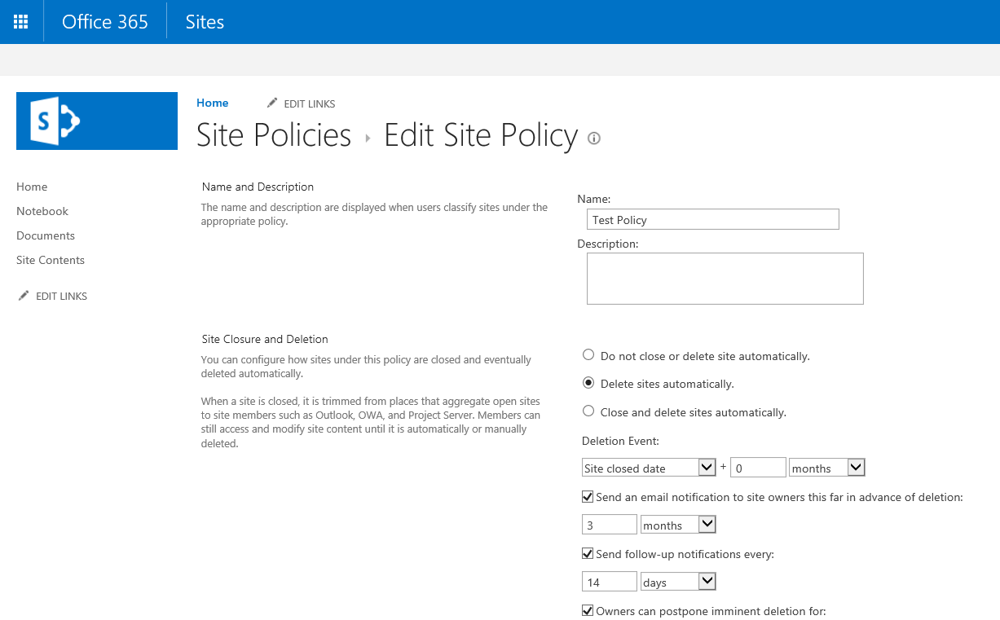 Office 365 Sites
S
Home EDIT LINKS
Site Policies Edit Site Policy
Home
Notebook
Documents
Site Contents
EDIT LINKS
Name and Description
The name and description are displayed when users classify sites under the
appropriate policy.
Name:
Test Policy
Description:
Site Closure and Deletion
You can configure how sites under this policy are closed and eventually
deleted automatically.
When a site is closed, it is trimmed from places that aggregate open sites
to site members such as Outlook, OWA, and Project Server. Members can
still access and modify site content until it is automatically or manually
deleted.
Do not close or delete site automatically.
Delete sites automatically.
Close and delete sites automatically.
Deletion Event:
Site closed date + 0 months
Send an email notification to site owners this far in advance of deletion:
3 months
Send follow-up notifications every:
14 days
Owners can postpone imminent deletion for: